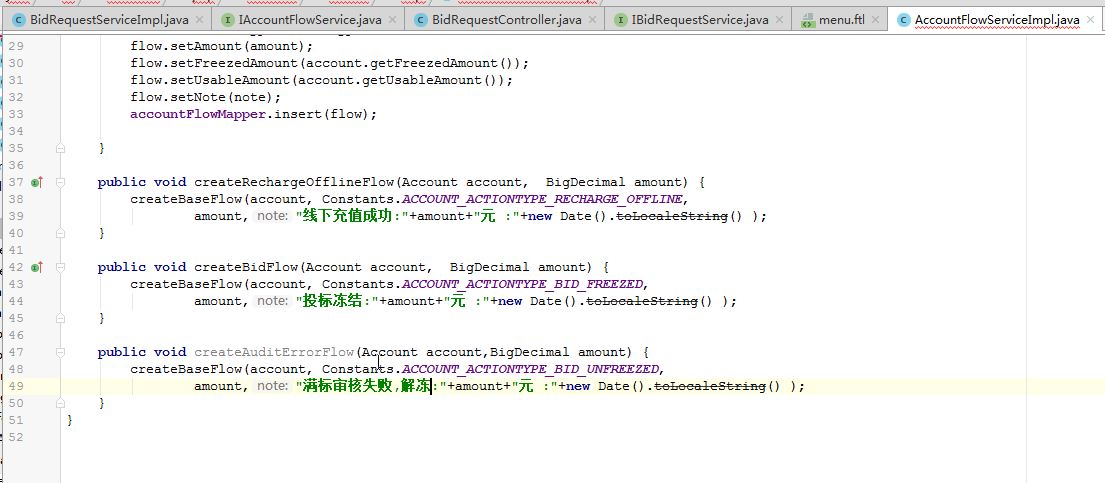 BidRequestServiceImpl.java × IAccountFlowService.java × BidRequestController.java × IBidRequestService.java × menu.ftl × AccountFlowServiceImpl.java ×
29 flow.setAmount(amount);
30 flow.setFreezedAmount(account.getFreezedAmount());
31 flow.setUsableAmount(account.getUsableAmount());
32 flow.setNote(note);
33 accountFlowMapper.insert(flow);
34
35 }
36
37 public void createRechargeOfflineFlow(Account account, BigDecimal amount) {
38 createBaseFlow(account, Constants.ACCOUNT_ACTIONTYPE_RECHARGE_OFFLINE,
39 amount, note: "线下充值成功:"+amount+"元 :"+new Date().toLocaleString() );
40 }
41
42 public void createBidFlow(Account account, BigDecimal amount) {
43 createBaseFlow(account, Constants.ACCOUNT_ACTIONTYPE_BID_FREEZED,
44 amount, note: "投标冻结:"+amount+"元 :"+new Date().toLocaleString() );
45 }
46
47 public void createAuditErrorFlow(Account account,BigDecimal amount) {
48 createBaseFlow(account, Constants.ACCOUNT_ACTIONTYPE_BID_UNFREEZED,
49 amount, note: "满标审核失败,解冻:"+amount+"元 :"+new Date().toLocaleString() );
50 }
51 }
52